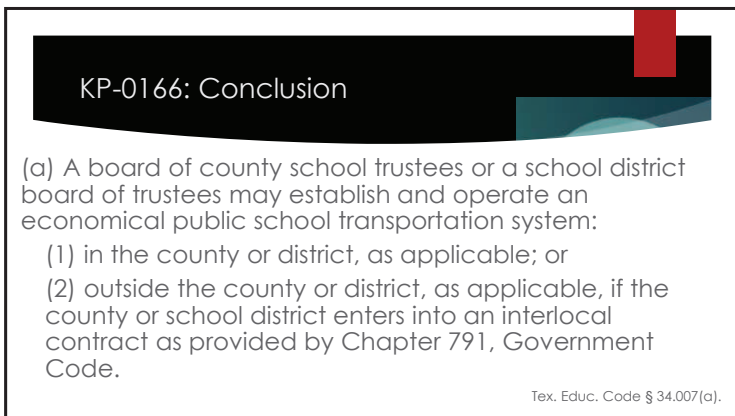 KP-0166: Conclusion
(a) A board of county school trustees or a school district
board of trustees may establish and operate an
economical public school transportation system:
(1) in the county or district, as applicable; or
(2) outside the county or district, as applicable, if the
county or school district enters into an interlocal
contract as provided by Chapter 791, Government
Code.
Tex. Educ. Code § 34.007(a).